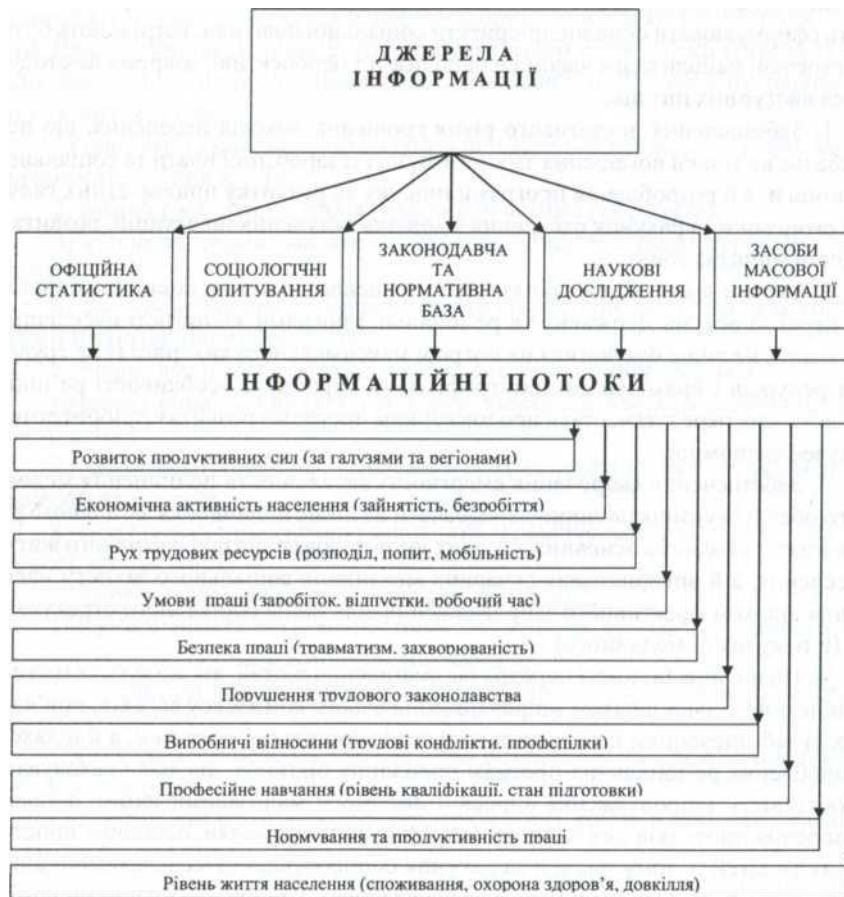 ДЖЕРЕЛА
ІНФОРМАЦІЇ
ОФІЦІЙНА
СТАТИСТИКА
СОЦІОЛОГІЧНІ
ОПИТУВАННЯ
ЗАКОНОДАВЧА
ТА
НОРМАТИВНА
БАЗА
НАУКОВІ
ДОСЛІДЖЕННЯ
ЗАСОБИ
МАСОВОЇ
ІНФОРМАЦІЇ
ІНФОРМАЦІЙНІ ПОТОКИ
Розвиток продуктивних сил (за галузями та регіонами)
Економічна активність населення (зайнятість, безробіття)
Рух трудових ресурсів (розподіл, попит, мобільність)
Умови праці (заробіток, відпустки, робочий час)
Безпека праці (травматизм, захворюваність)
Порушення трудового законодавства
Виробничі відносини (трудові конфлікти, профспілки)
Професійне навчання (рівень кваліфікації, стан підготовки)
Нормування та продуктивність праці
Рівень життя населення (споживання, охорона здоров'я, довкілля)